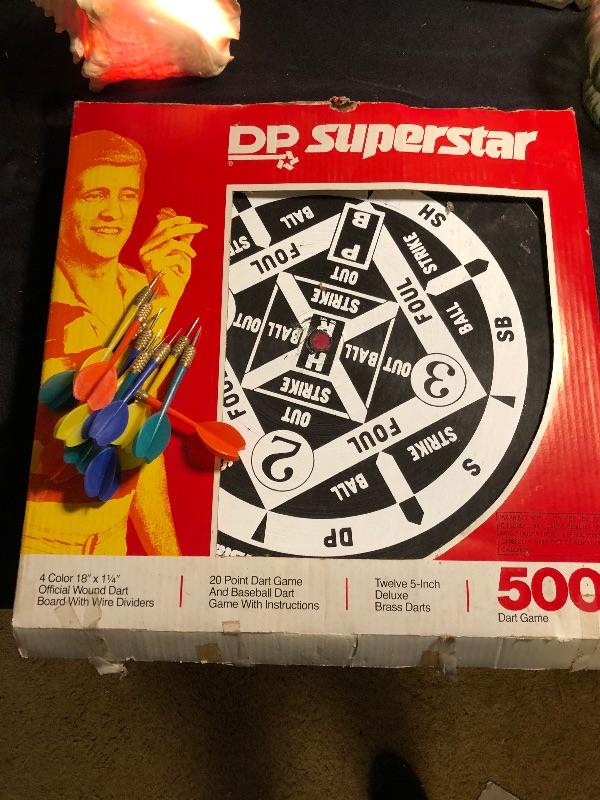 DP superstar
®
BALL
B
P
SH
STRIKE
FOUL
FOUL
OUT
STRIKE
BALL
OUT
BALL
H
R
BALL
OUT
SB
3
STRIKE
OUT
FOUL
STRIKE
2
FOUL
BALL
S
DP
4 Color 18" x 1¼"
Official Wound Dart
Board With Wire Dividers
20 Point Dart Game
And Baseball Dart
Game With Instructions
Twelve 5-Inch
Deluxe
Brass Darts
500
Dart Game